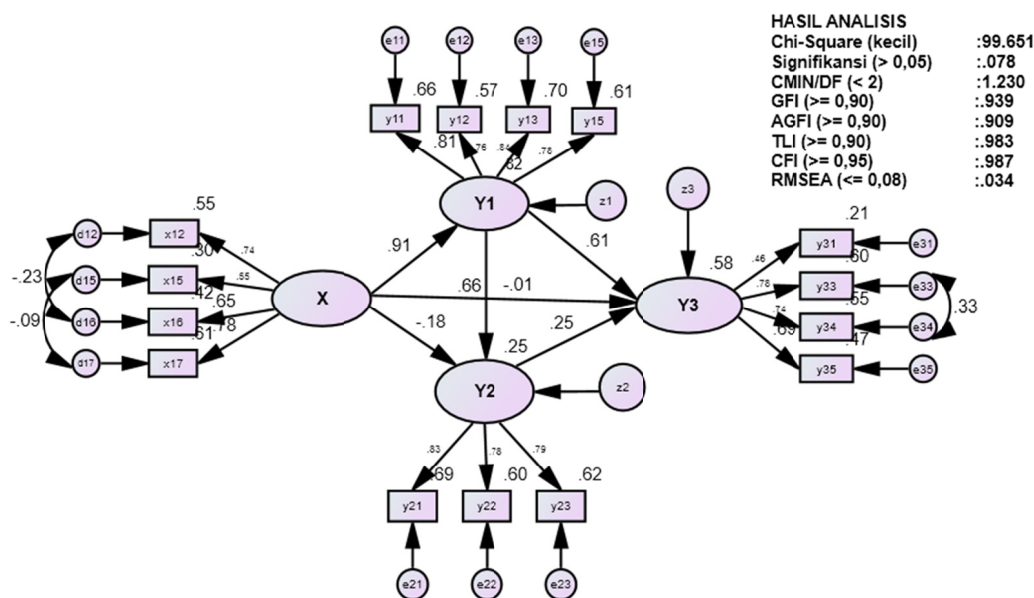 HASIL ANALISIS
Chi-Square (kecil) :99.651
Signifikansi (> 0,05) :.078
CMIN/DF (< 2) :1.230
GFI (>= 0,90) :.939
AGFI (>= 0,90) :.909
TLI (>= 0,90) :.983
CFI (>= 0,95) :.987
RMSEA (<= 0,08) :.034
e11 e12 e13 e15
.66 .57 .70 .61
y11 y12 y13 y15
.81 .76 .84 .78
.82
Y1
z1
z3
.55
d12 x12
.74
.30
d15 x15
.55
.42
d16 x16
.65
.61
d17 x17
.78
-.23
-.09
X
.91
.61
.66 -.01
-.18
.25
.25
Y2
z2
.58
Y3
.21
.46 y31 e31
.60
.78 y33 e33
.55
.74 y34 e34
.33
.69
.47
y35 e35
.83 .78 .79
.69 .60 .62
y21 y22 y23
e21 e22 e23